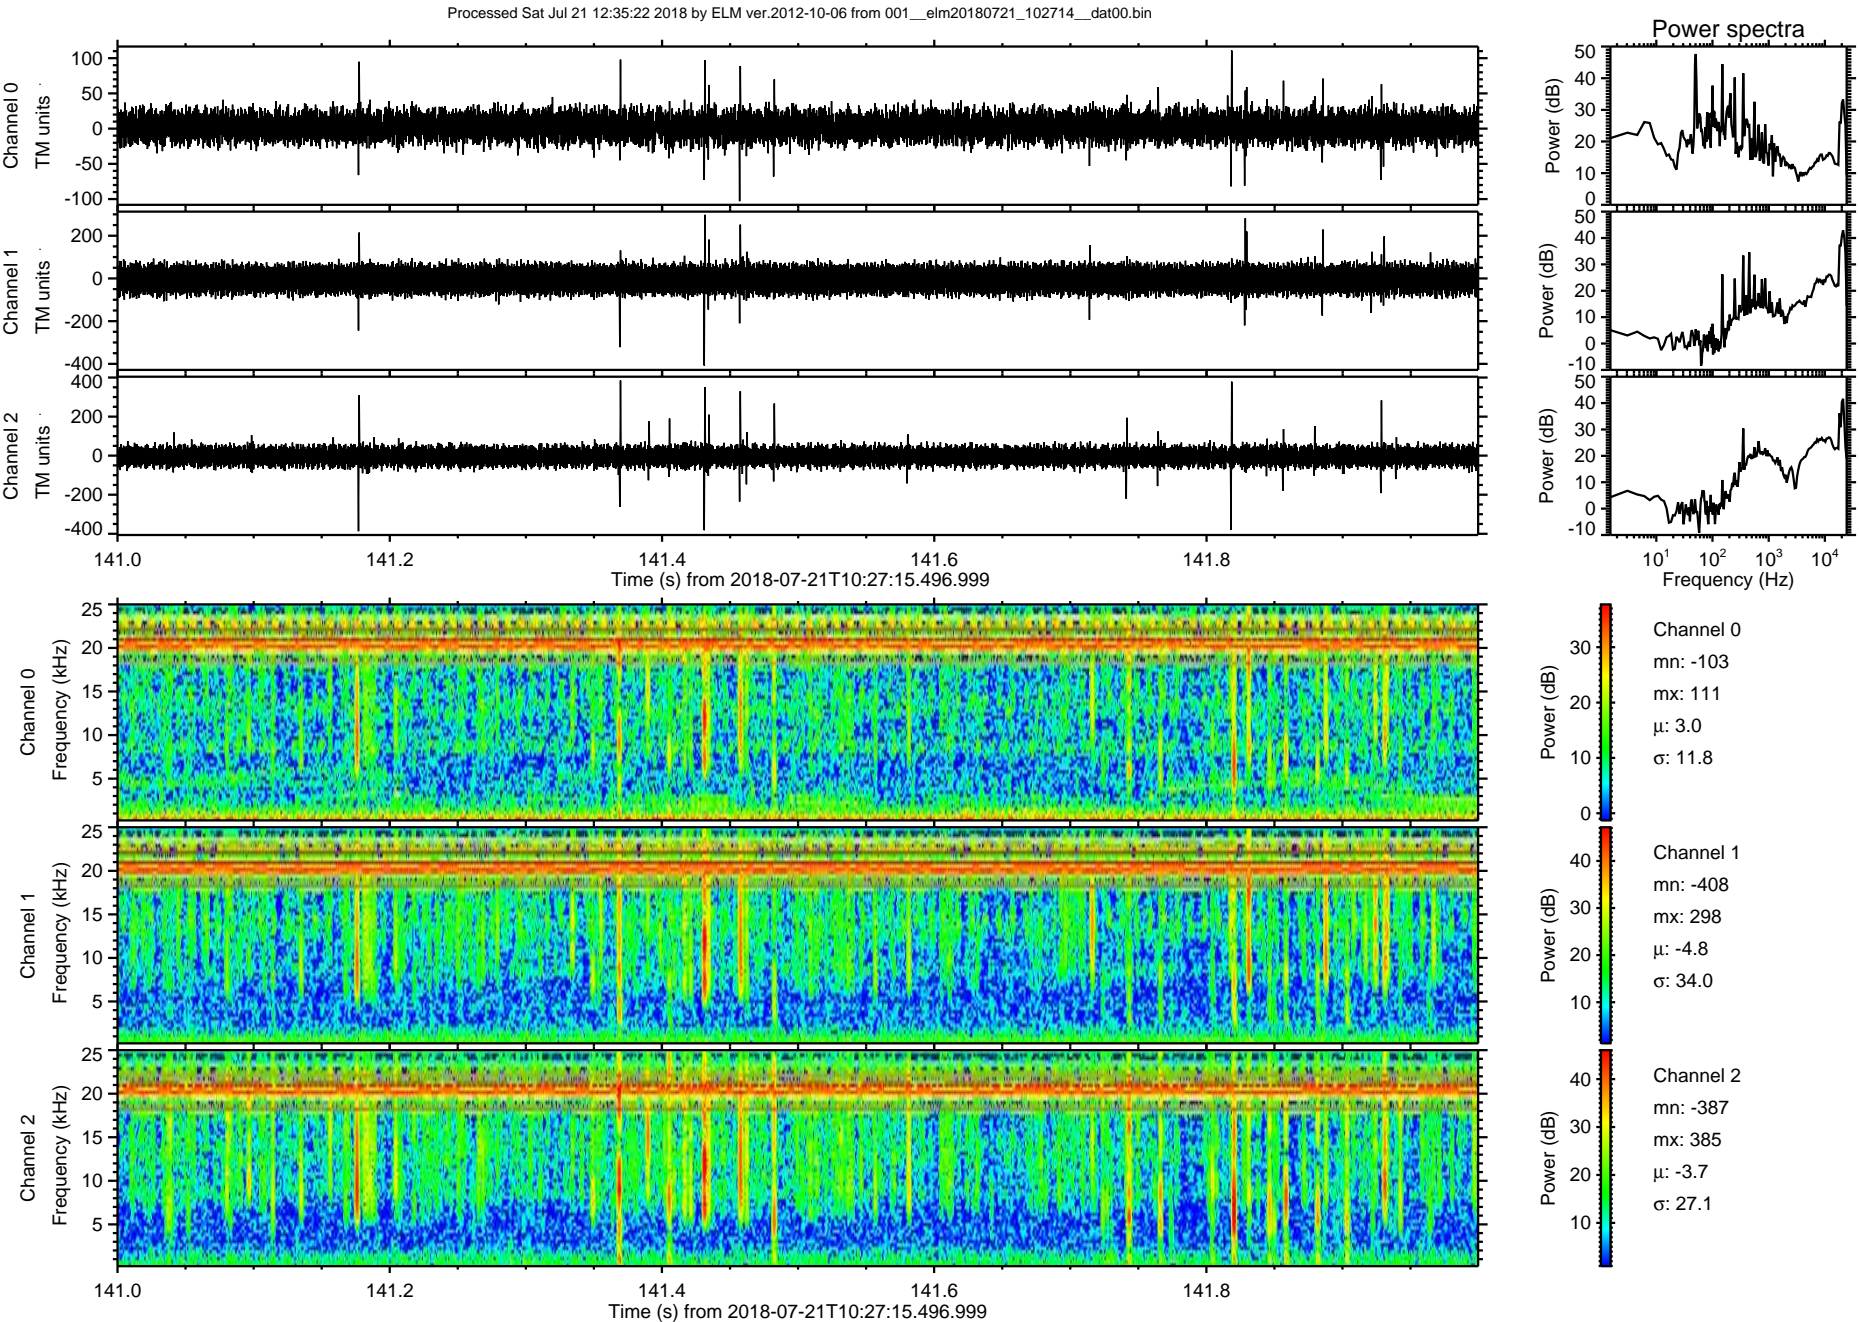 Processed Sat Jul 21 12:35:22 2018 by ELM ver.2012-10-06 from 001__elm20180721_102714__dat00.bin
Power spectra
Channel 0
TM units
100
50
0
-50
-100
Power (dB)
50
40
30
20
10
0
Channel 1
TM units
200
0
-200
-400
Power (dB)
50
40
30
20
10
0
-10
Channel 2
TM units
400
200
0
-200
-400
Power (dB)
50
40
30
20
10
0
-10
141.0 141.2 141.4 141.6 141.8
Time (s) from 2018-07-21T10:27:15.496.999
10¹ 10² 10³ 10⁴
Frequency (Hz)
Channel 0
Frequency (kHz)
25
20
15
10
5
Power (dB)
30
20
10
0
Channel 0
mn: -103
mx: 111
μ: 3.0
σ: 11.8
Channel 1
Frequency (kHz)
25
20
15
10
5
Power (dB)
40
30
20
10
Channel 1
mn: -408
mx: 298
μ: -4.8
σ: 34.0
Channel 2
Frequency (kHz)
25
20
15
10
5
Power (dB)
40
30
20
10
Channel 2
mn: -387
mx: 385
μ: -3.7
σ: 27.1
141.0 141.2 141.4 141.6 141.8
Time (s) from 2018-07-21T10:27:15.496.999